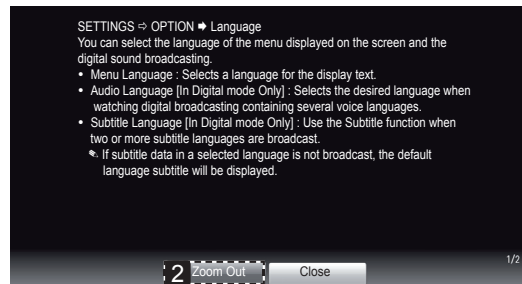 SETTINGS ⇨ OPTION ➡ Language
You can select the language of the menu displayed on the screen and the
digital sound broadcasting.
• Menu Language : Selects a language for the display text.
• Audio Language [In Digital mode Only] : Selects the desired language when
watching digital broadcasting containing several voice languages.
• Subtitle Language [In Digital mode Only] : Use the Subtitle function when
two or more subtitle languages are broadcast.
✎ If subtitle data in a selected language is not broadcast, the default
language subtitle will be displayed.
1/2
2 Zoom Out Close